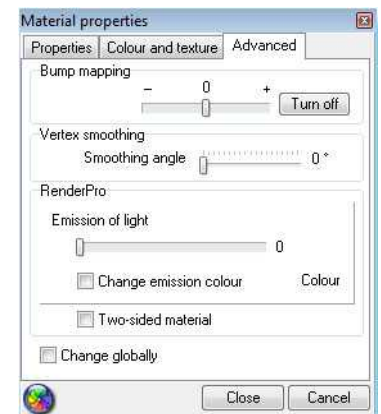 Material properties
Properties Colour and texture Advanced
Bump mapping
- 0 +
Turn off
Vertex smoothing
Smoothing angle 0 °
RenderPro
Emission of light
0
Change emission colour Colour
Two-sided material
Change globally
Close Cancel